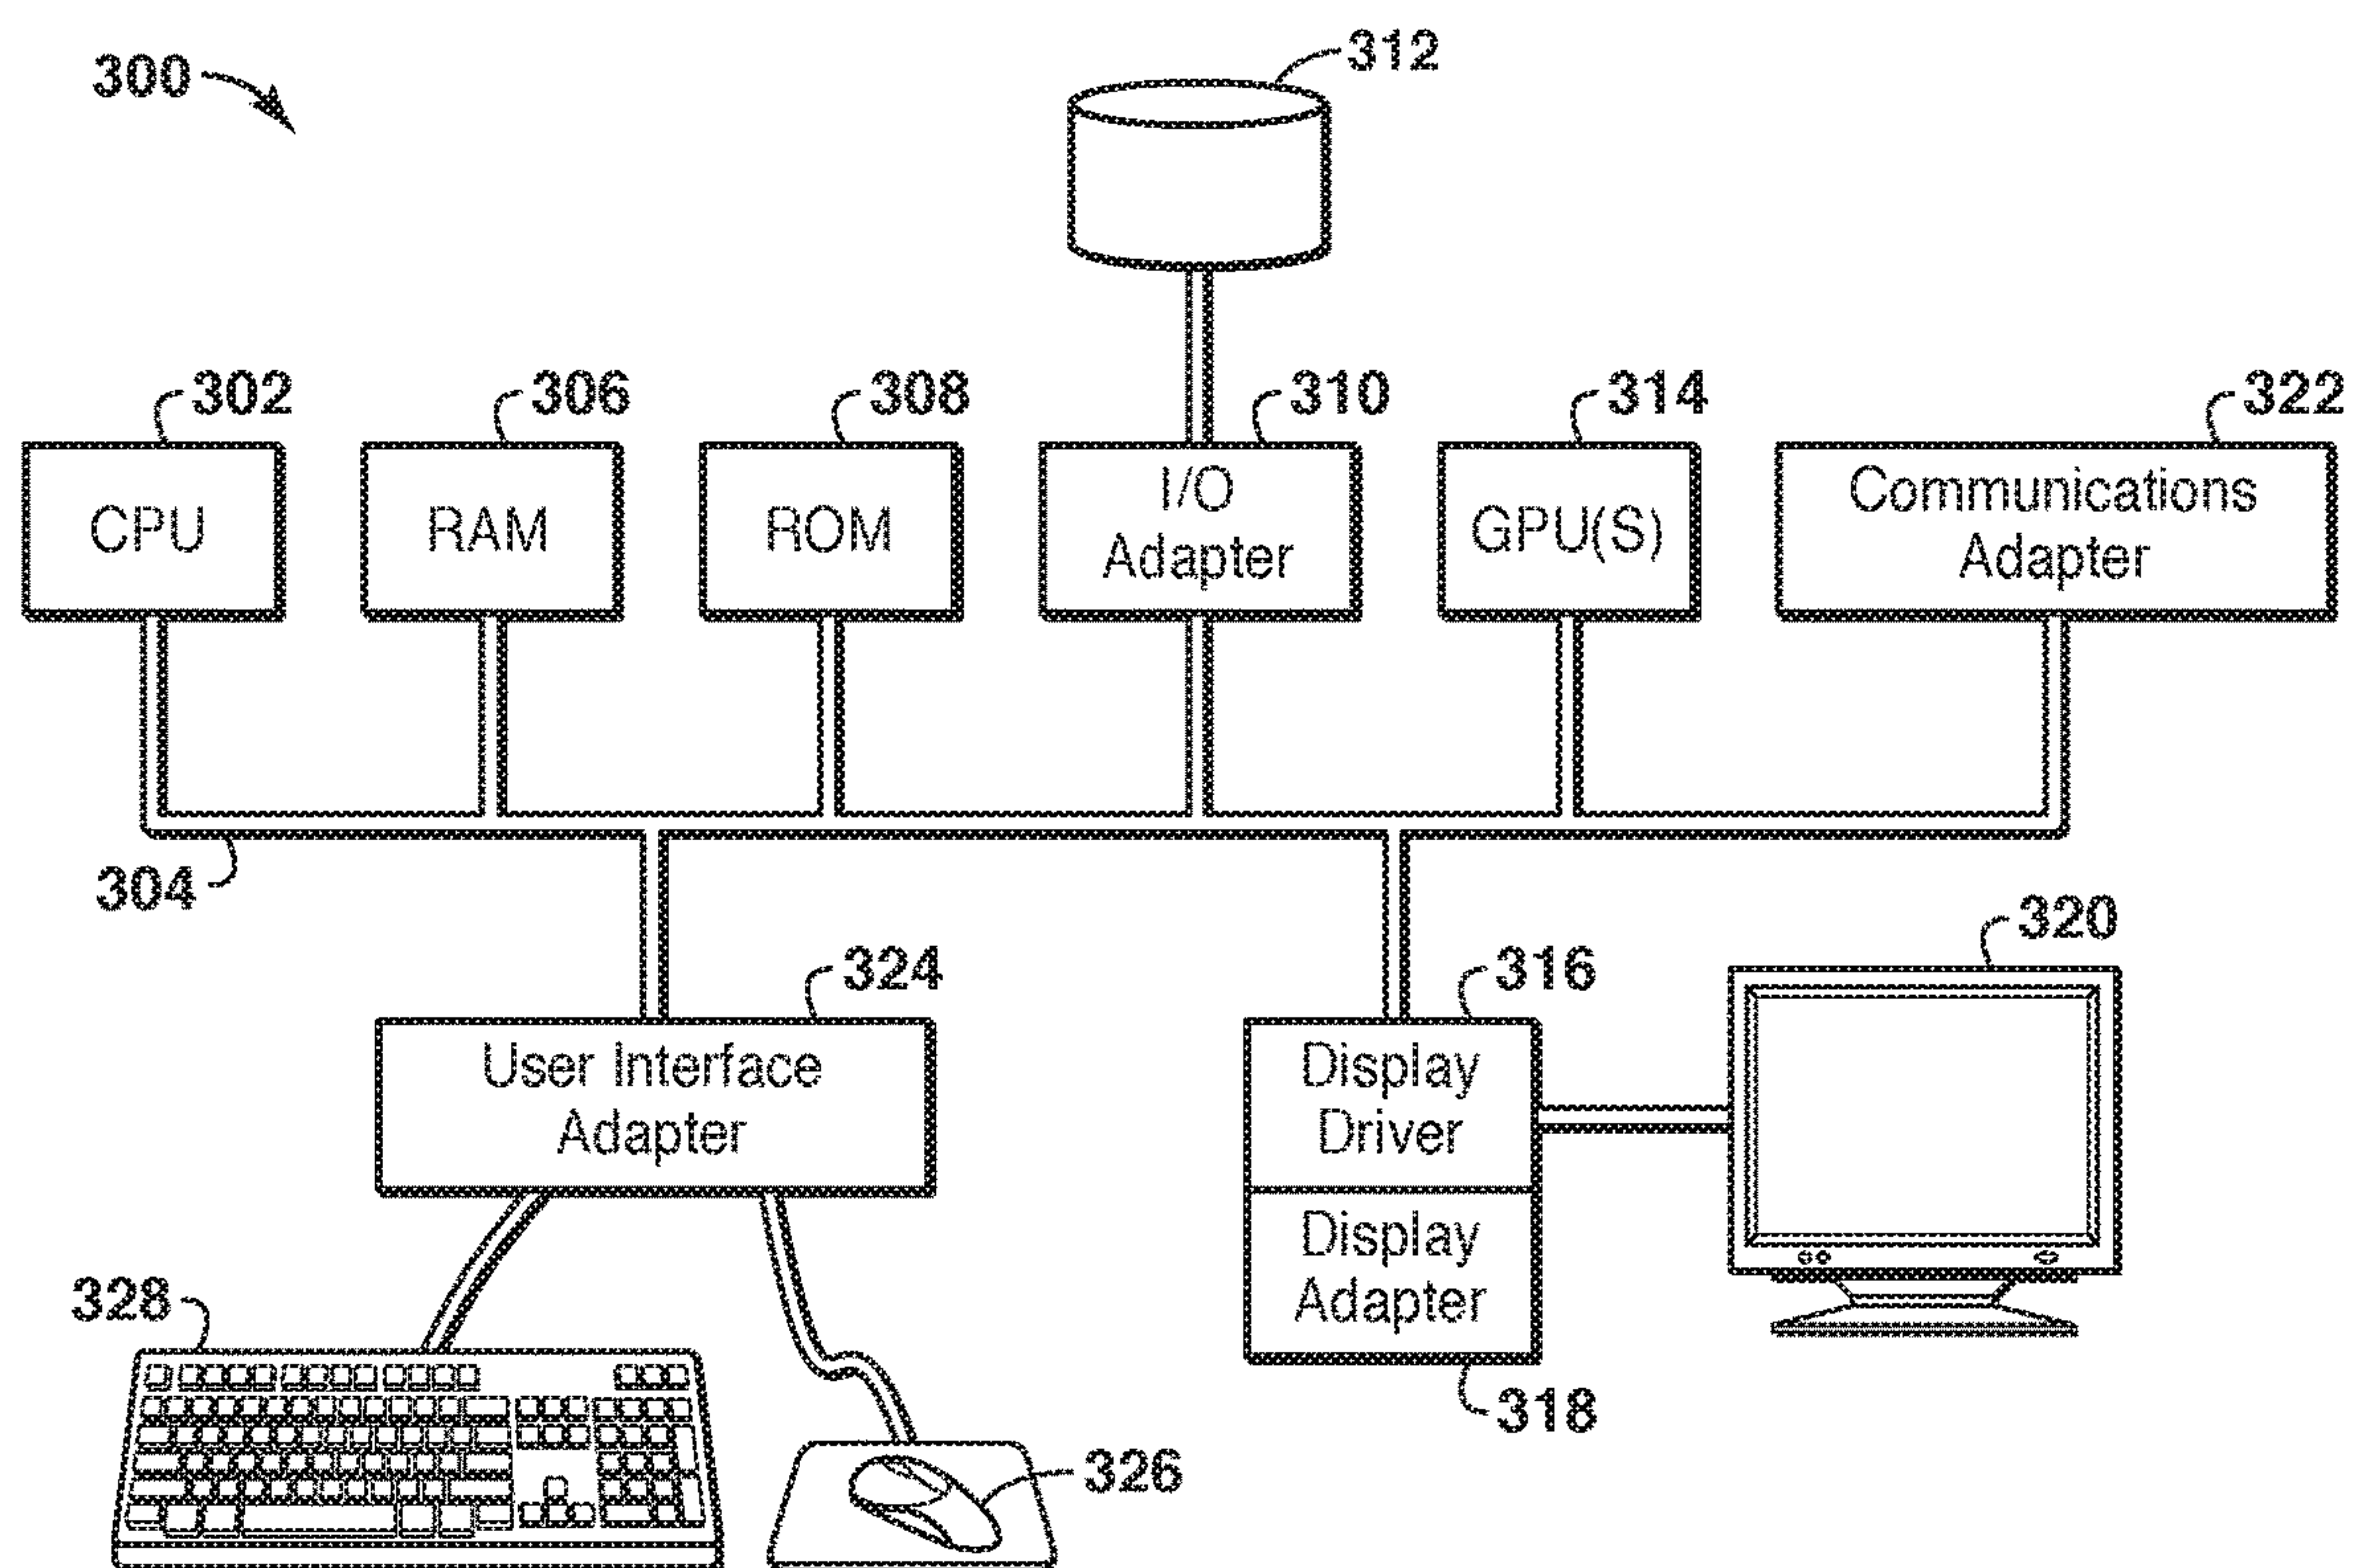 300
312
302
306
308
310
314
322
CPU
RAM
ROM
I/O
Adapter
GPU(S)
Communications
Adapter
304
324
316
320
User Interface
Adapter
Display
Driver
Display
Adapter
328
318
326